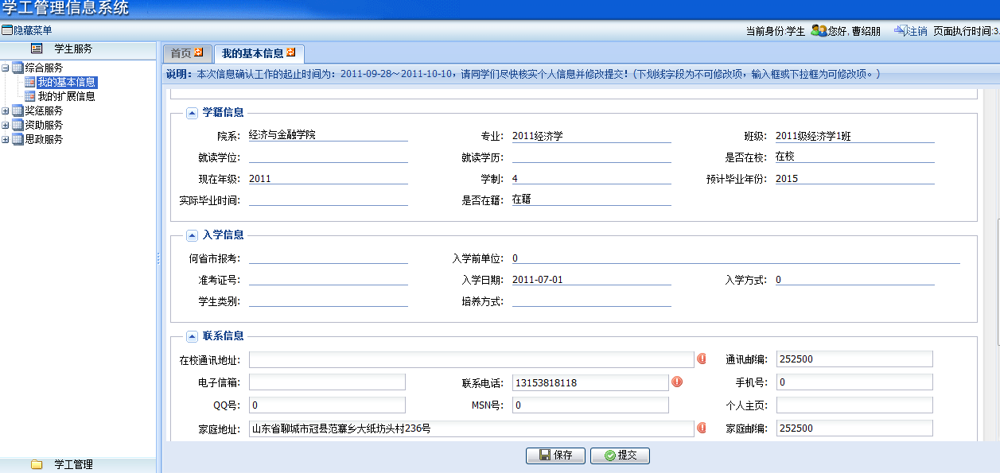 学工管理信息系统
隐藏菜单
当前身份:学生 您好, 曹绍朋 注销 页面执行时间:3.
学生服务
综合服务
我的基本信息
我的扩展信息
奖惩服务
资助服务
思政服务
学工管理
首页 我的基本信息
说明：本次信息确认工作的起止时间为：2011-09-28～2011-10-10，请同学们尽快核实个人信息并修改提交!（下划线字段为不可修改项，输入框或下拉框为可修改项。）
学籍信息
院系: 经济与金融学院 专业: 2011经济学 班级: 2011级经济学1班
就读学位: 就读学历: 是否在校: 在校
现在年级: 2011 学制: 4 预计毕业年份: 2015
实际毕业时间: 是否在籍: 在籍
入学信息
何省市报考: 入学前单位: 0
准考证号: 入学日期: 2011-07-01 入学方式: 0
学生类别: 培养方式:
联系信息
在校通讯地址: 通讯邮编: 252500
电子信箱: 联系电话: 13153818118 手机号: 0
QQ号: 0 MSN号: 0 个人主页:
家庭地址: 山东省聊城市冠县范寨乡大纸坊头村236号 家庭邮编: 252500
保存 提交